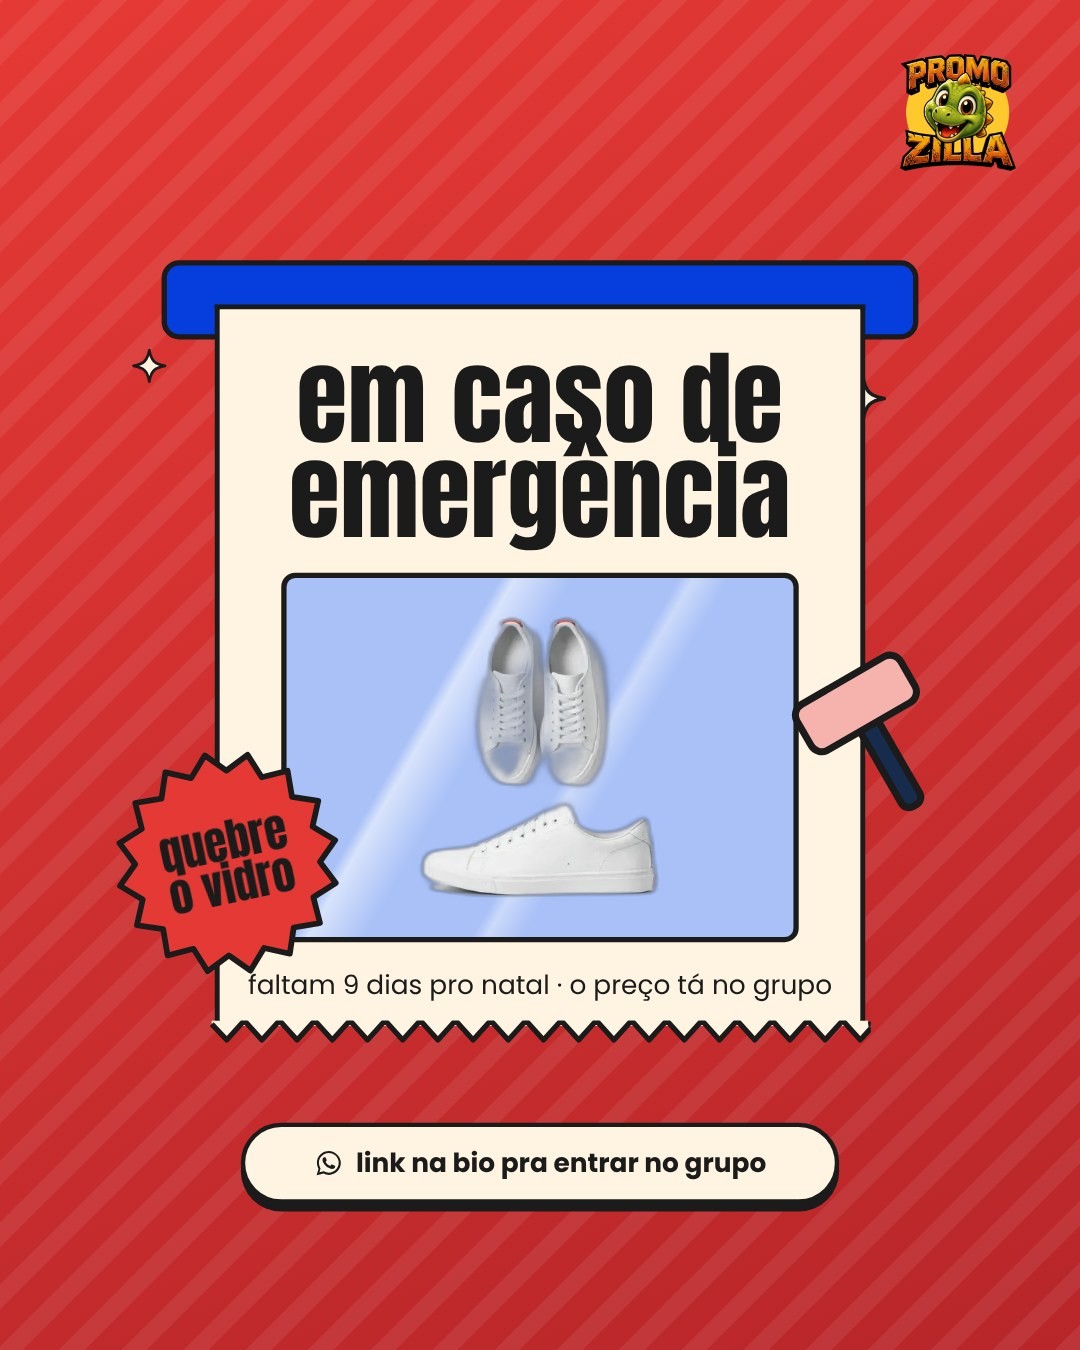 PROMO
ZILLA
em caso de
emergência
quebre
o vidro
faltam 9 dias pro natal · o preço tá no grupo
link na bio pra entrar no grupo